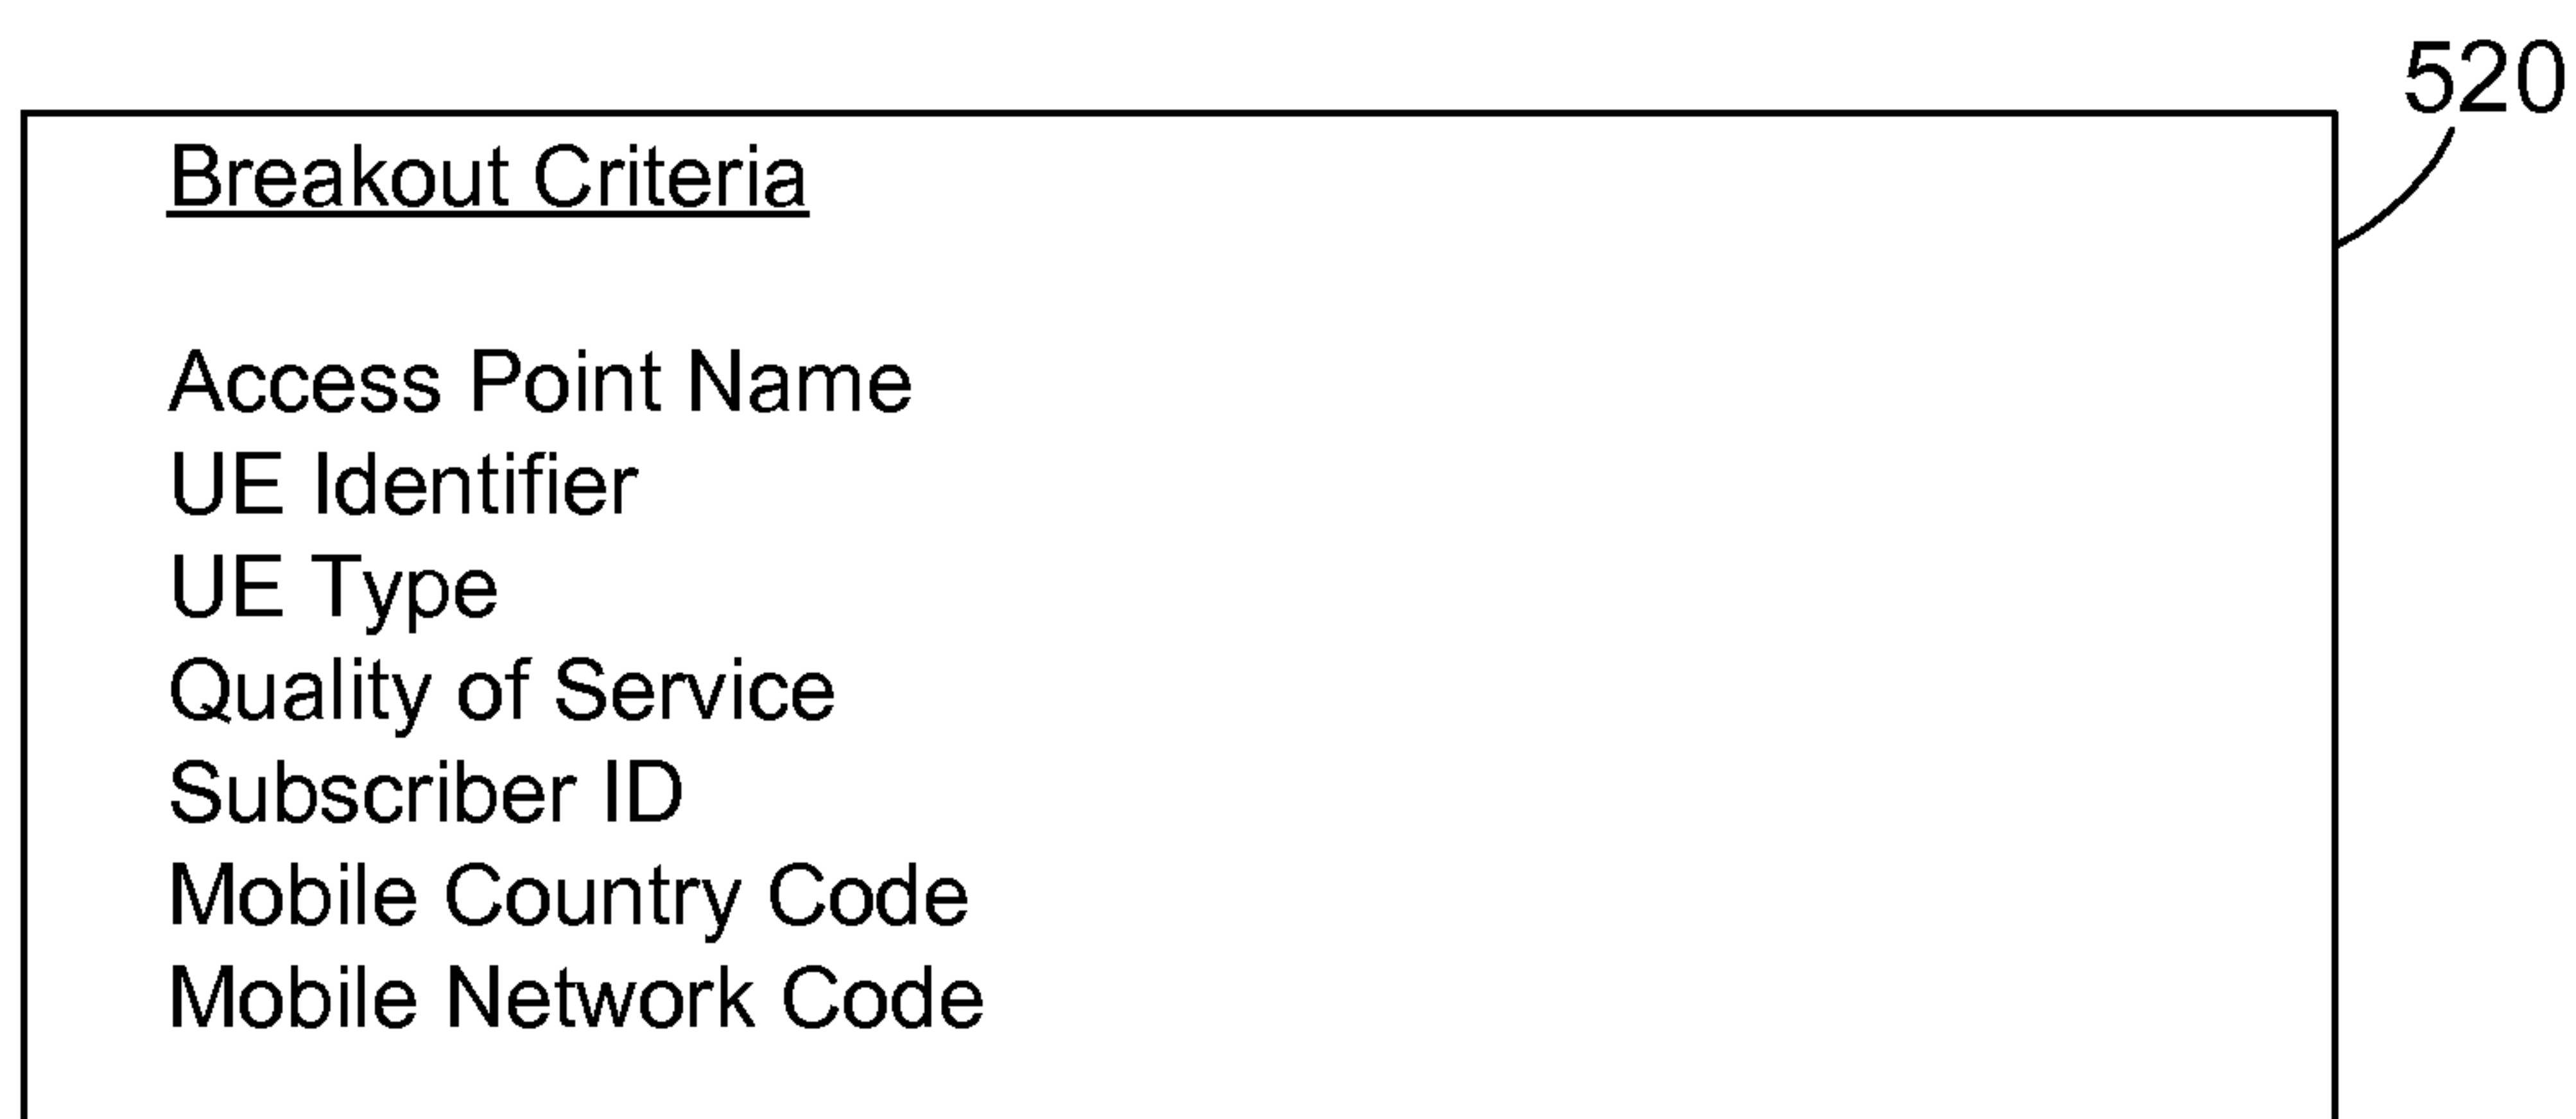 520
Breakout Criteria
Access Point Name
UE Identifier
UE Type
Quality of Service
Subscriber ID
Mobile Country Code
Mobile Network Code